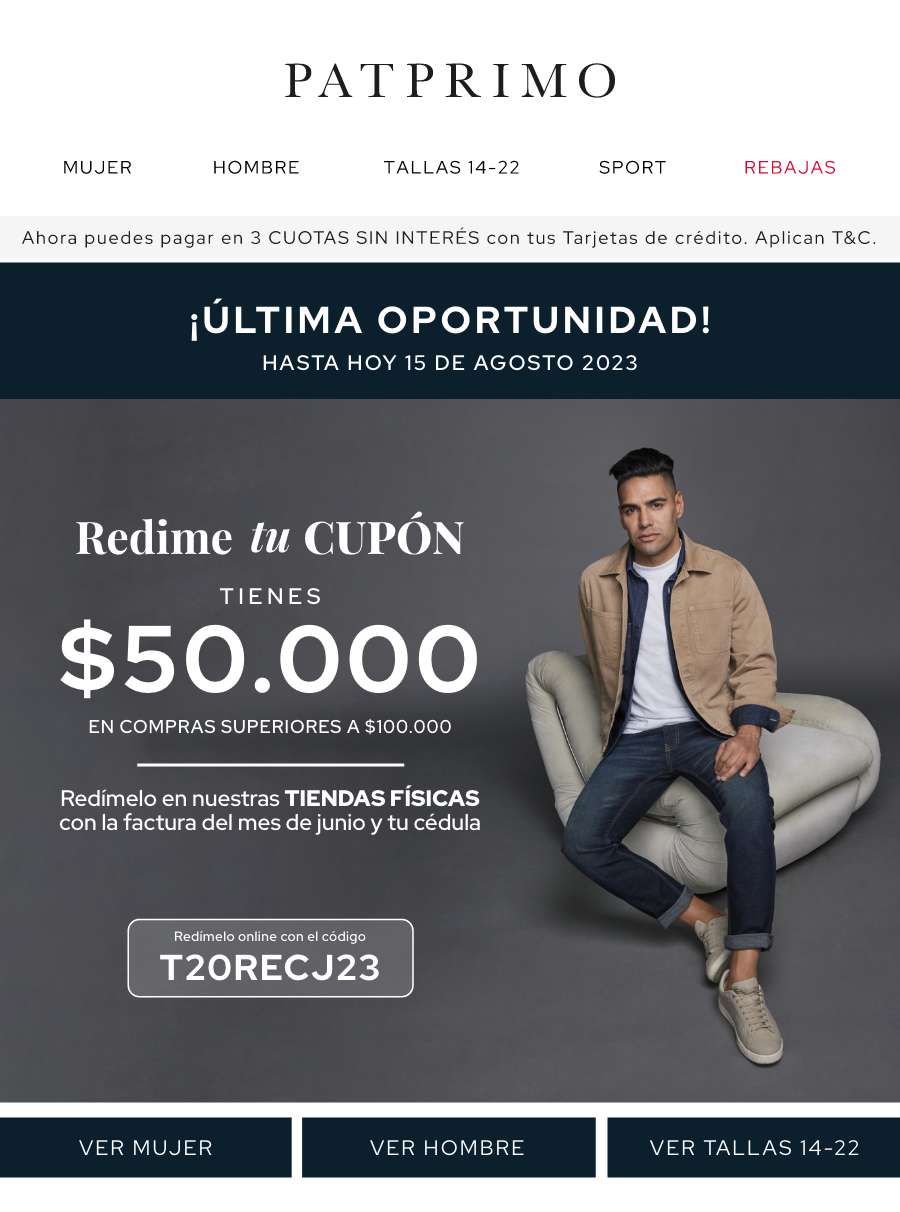 PATPRIMO
MUJER HOMBRE TALLAS 14-22 SPORT REBAJAS
Ahora puedes pagar en 3 CUOTAS SIN INTERÉS con tus Tarjetas de crédito. Aplican T&C.
¡ÚLTIMA OPORTUNIDAD!
HASTA HOY 15 DE AGOSTO 2023
Redime tu CUPÓN
TIENES
$50.000
EN COMPRAS SUPERIORES A $100.000
Redímelo en nuestras TIENDAS FÍSICAS
con la factura del mes de junio y tu cédula
Redímelo online con el código
T20RECJ23
VER MUJER VER HOMBRE VER TALLAS 14-22